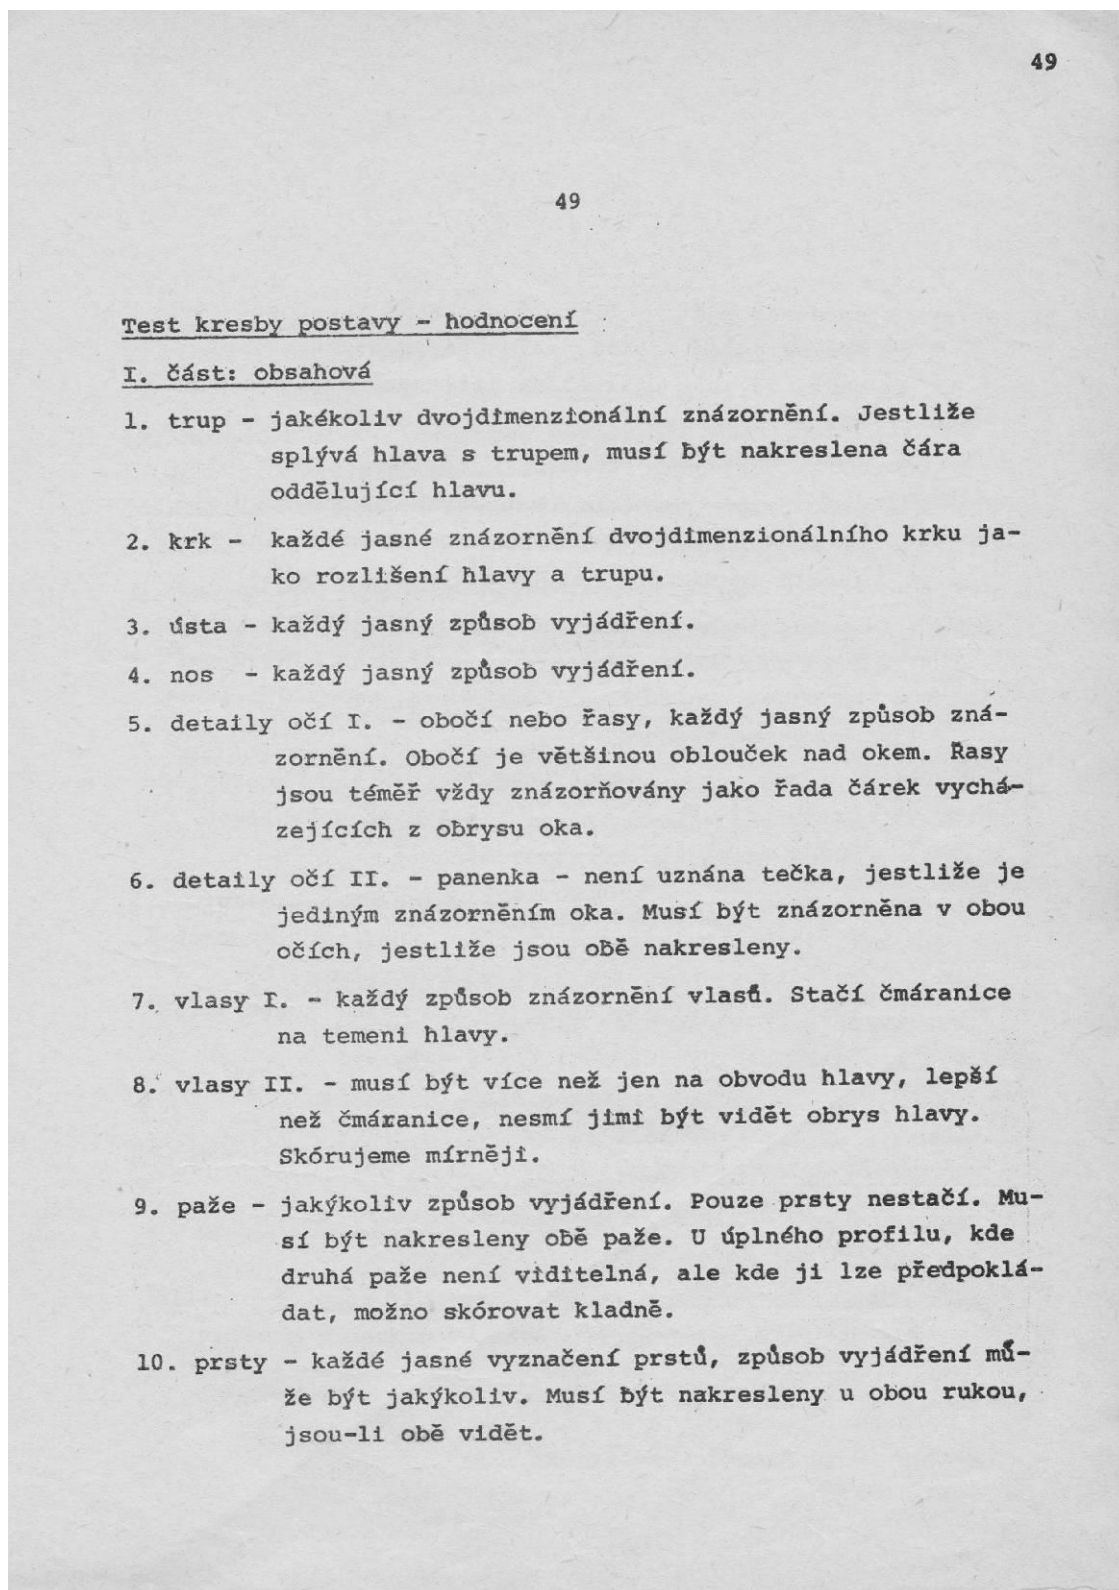 49
49
Test kresby postavy - hodnocení
I. část: obsahová
1. trup - jakékoliv dvojdimenzionální znázornění. Jestliže
splývá hlava s trupem, musí být nakreslena čára
oddělující hlavu.
2. krk - každé jasné znázornění dvojdimenzionálního krku ja-
ko rozlišení hlavy a trupu.
3. ústa - každý jasný způsob vyjádření.
4. nos - každý jasný způsob vyjádření.
5. detaily očí I. - obočí nebo řasy, každý jasný způsob zná-
zornění. Obočí je většinou oblouček nad okem. Řasy
jsou téměř vždy znázorňovány jako řada čárek vychá-
zejících z obrysu oka.
6. detaily očí II. - panenka - není uznána tečka, jestliže je
jediným znázorněním oka. Musí být znázorněna v obou
očích, jestliže jsou obě nakresleny.
7. vlasy I. - každý způsob znázornění vlasů. Stačí čmáranice
na temeni hlavy.
8. vlasy II. - musí být více než jen na obvodu hlavy, lepší
než čmáranice, nesmí jimi být vidět obrys hlavy.
Skórujeme mírněji.
9. paže - jakýkoliv způsob vyjádření. Pouze prsty nestačí. Mu-
sí být nakresleny obě paže. U úplného profilu, kde
druhá paže není viditelná, ale kde ji lze předpoklá-
dat, možno skórovat kladně.
10. prsty - každé jasné vyznačení prstů, způsob vyjádření mů-
že být jakýkoliv. Musí být nakresleny u obou rukou,
jsou-li obě vidět.